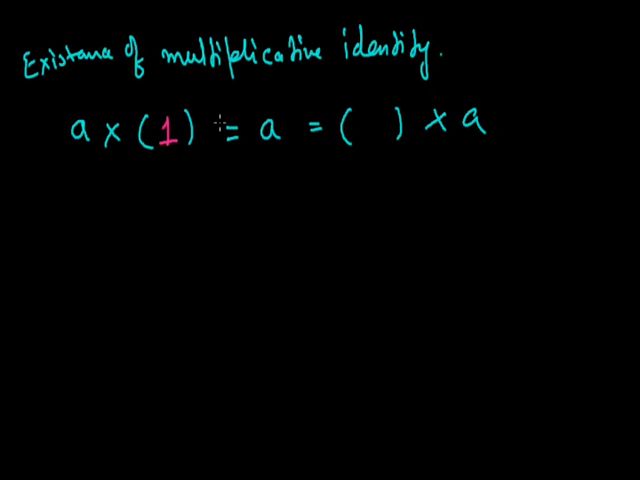 Existance of multiplicative identity.
a × (1) = a = ( ) × a